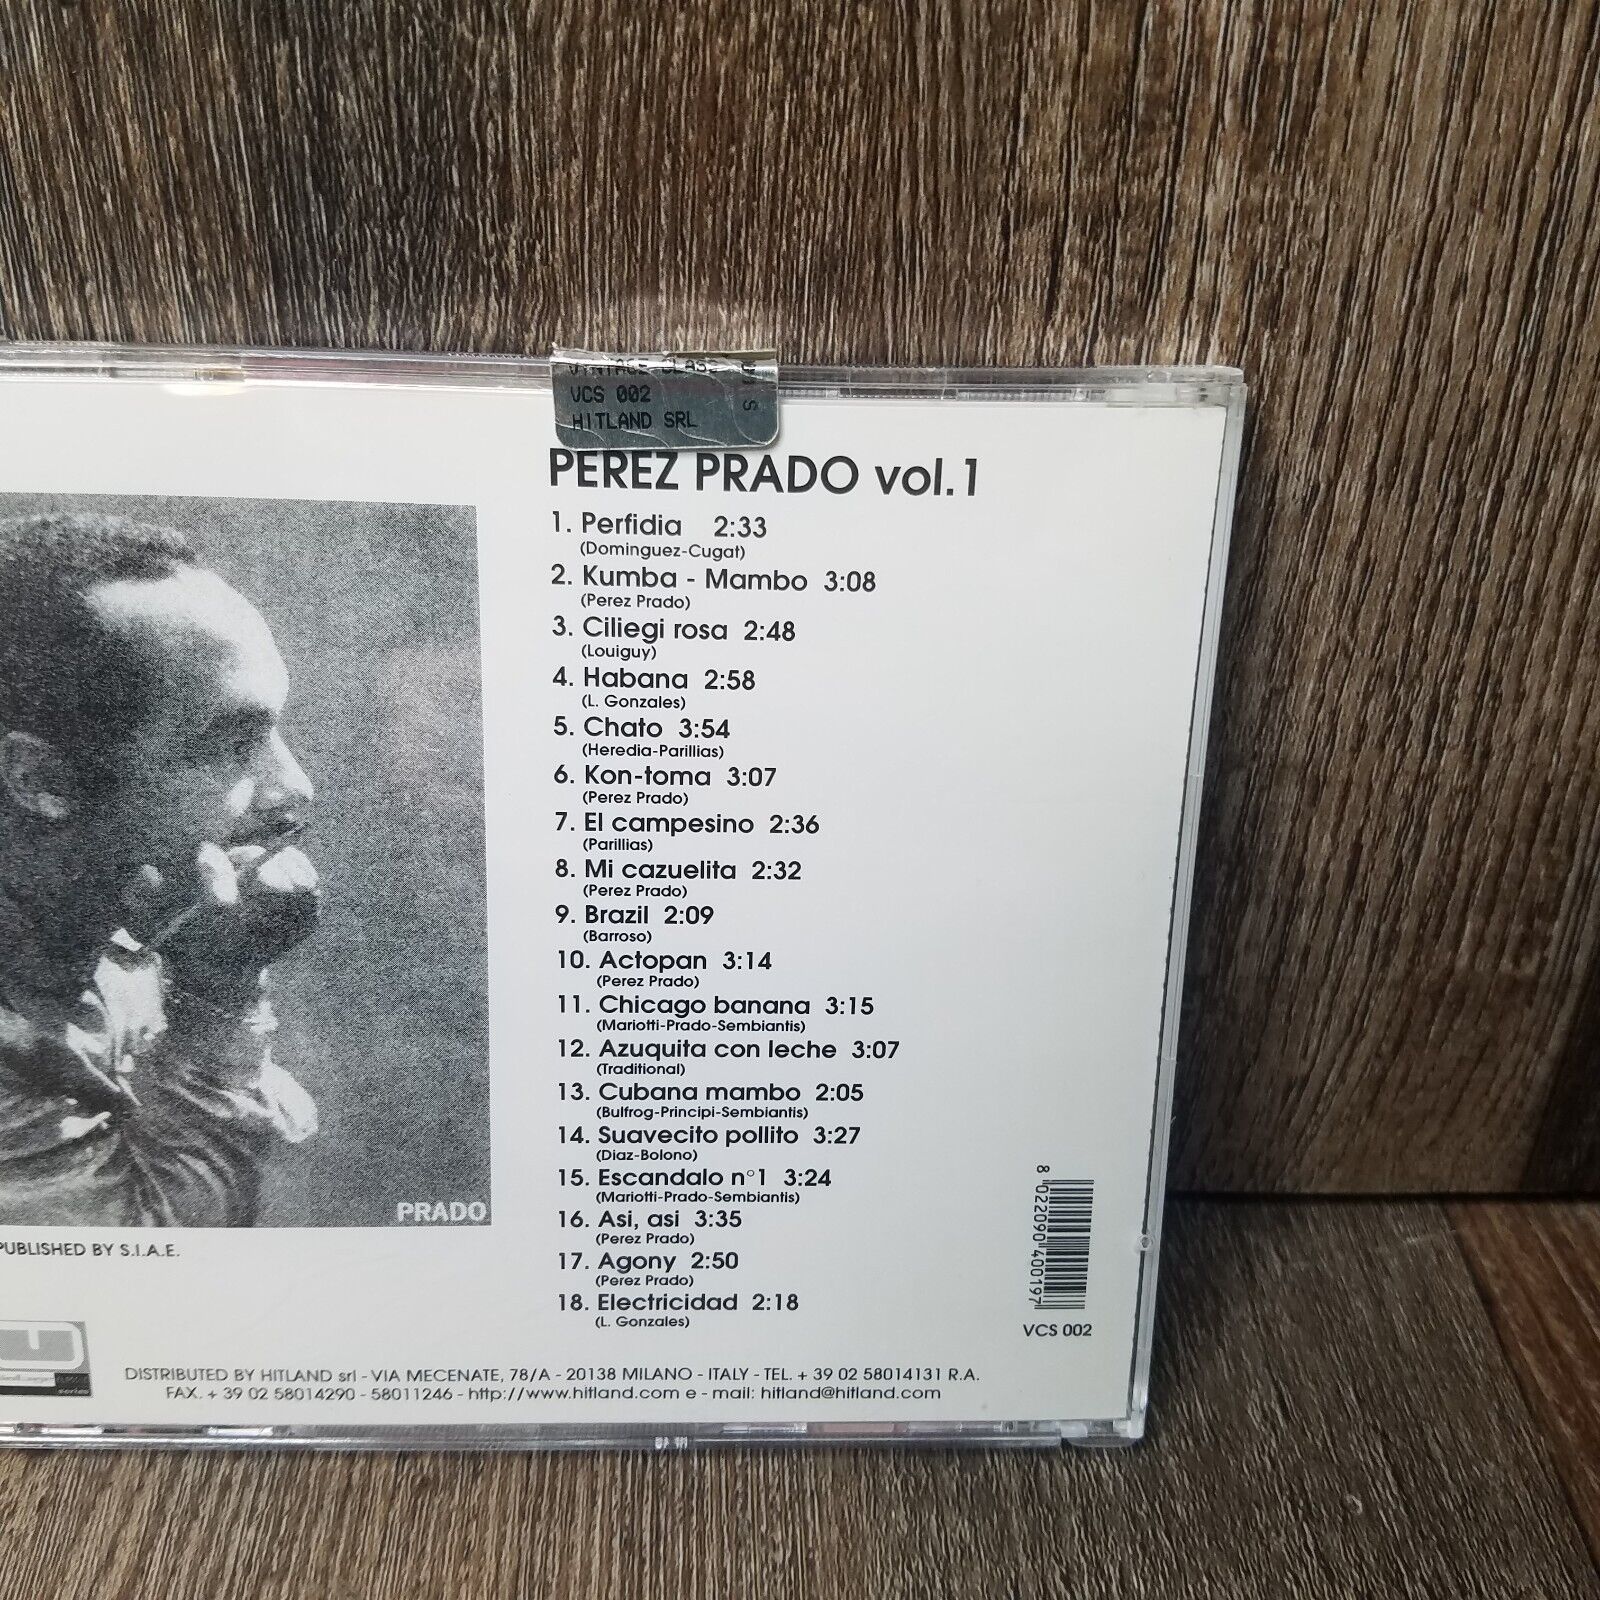 VINTAGE CLASS
VCS 002
HITLAND SRL
PEREZ PRADO vol.1
1. Perfidia 2:33
(Dominguez-Cugat)
2. Kumba - Mambo 3:08
(Perez Prado)
3. Ciliegi rosa 2:48
(Louiguy)
4. Habana 2:58
(L. Gonzales)
5. Chato 3:54
(Heredia-Parillias)
6. Kon-toma 3:07
(Perez Prado)
7. El campesino 2:36
(Parillias)
8. Mi cazuelita 2:32
(Perez Prado)
9. Brazil 2:09
(Barroso)
10. Actopan 3:14
(Perez Prado)
11. Chicago banana 3:15
(Mariotti-Prado-Sembiantis)
12. Azuquita con leche 3:07
(Traditional)
13. Cubana mambo 2:05
(Bulfrog-Principi-Sembiantis)
14. Suavecito pollito 3:27
(Diaz-Bolono)
15. Escandalo n°1 3:24
(Mariotti-Prado-Sembiantis)
16. Asi, asi 3:35
(Perez Prado)
17. Agony 2:50
(Perez Prado)
18. Electricidad 2:18
(L. Gonzales)
PRADO
PUBLISHED BY S.I.A.E.
8 022090 400197
VCS 002
series
DISTRIBUTED BY HITLAND srl - VIA MECENATE, 78/A - 20138 MILANO - ITALY - TEL. + 39 02 58014131 R.A.
FAX. + 39 02 58014290 - 58011246 - http://www.hitland.com e - mail: hitland@hitland.com